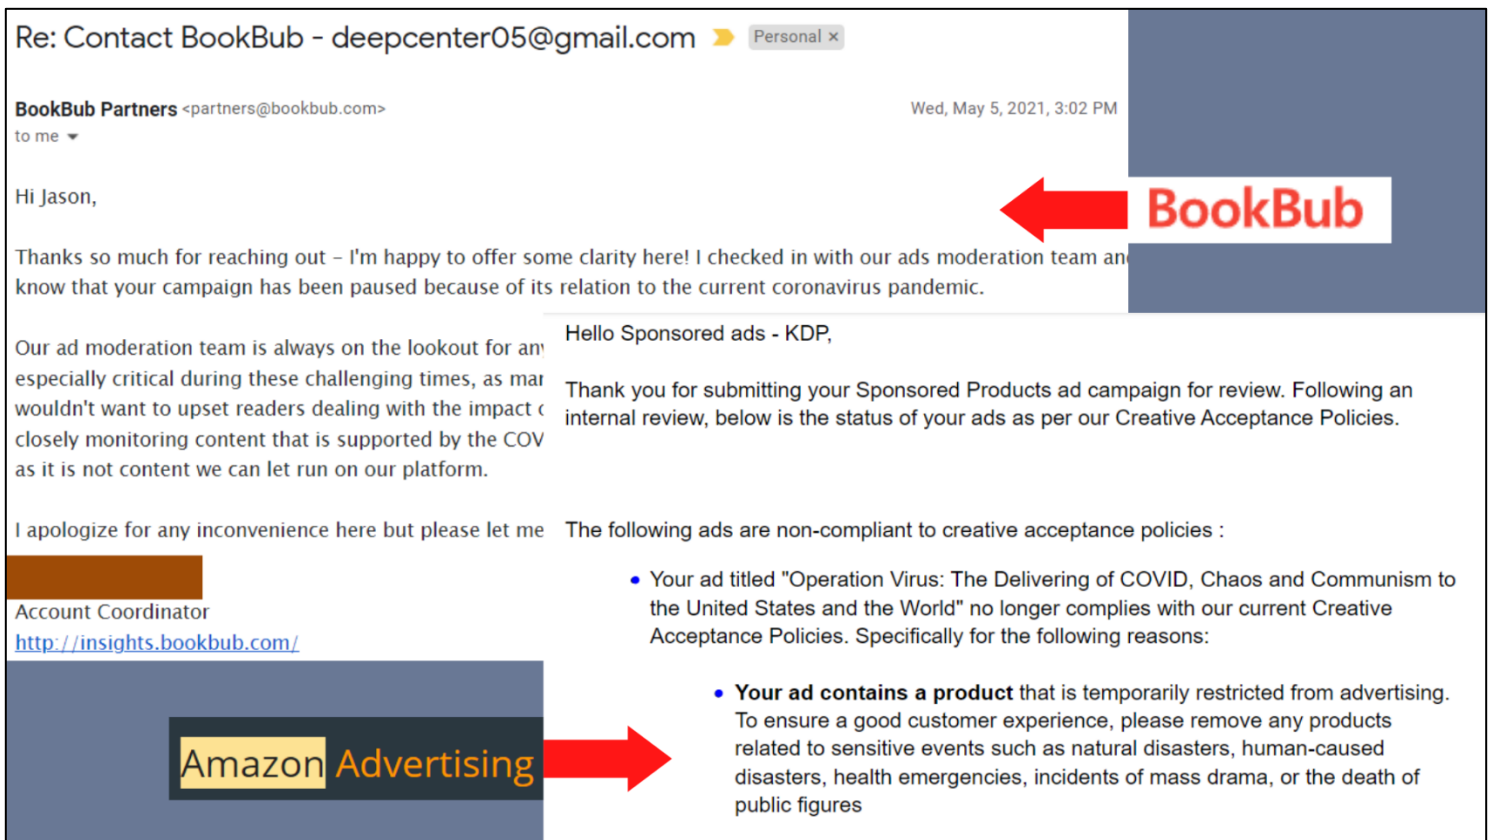 Re: Contact BookBub - deepcenter05@gmail.com
Personal ×
BookBub Partners <partners@bookbub.com>
Wed, May 5, 2021, 3:02 PM
to me
Hi Jason,
BookBub
Thanks so much for reaching out – I'm happy to offer some clarity here! I checked in with our ads moderation team
know that your campaign has been paused because of its relation to the current coronavirus pandemic.
Our ad moderation team is always on the lookout for
especially critical during these challenging times, as
wouldn't want to upset readers dealing with the impact
closely monitoring content that is supported by the
as it is not content we can let run on our platform.
I apologize for any inconvenience here but please let me
Account Coordinator
http://insights.bookbub.com/
Hello Sponsored ads - KDP,
Thank you for submitting your Sponsored Products ad campaign for review. Following an
internal review, below is the status of your ads as per our Creative Acceptance Policies.
The following ads are non-compliant to creative acceptance policies :
Your ad titled "Operation Virus: The Delivering of COVID, Chaos and Communism to
the United States and the World" no longer complies with our current Creative
Acceptance Policies. Specifically for the following reasons:
Your ad contains a product that is temporarily restricted from advertising.
To ensure a good customer experience, please remove any products
related to sensitive events such as natural disasters, human-caused
disasters, health emergencies, incidents of mass drama, or the death of
public figures
Amazon Advertising